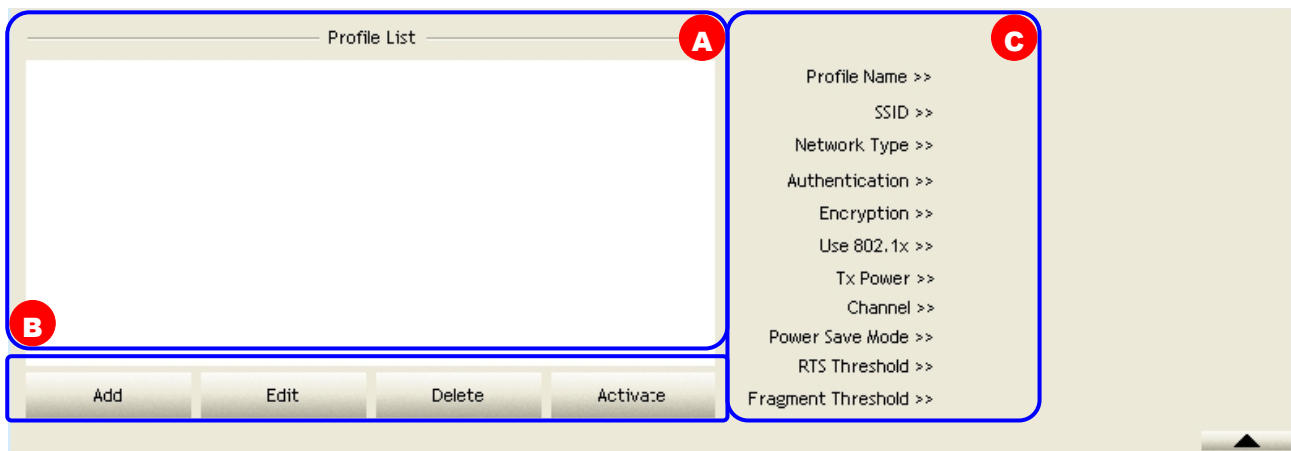 Profile List
A
B
Add Edit Delete Activate
C
Profile Name >>
SSID >>
Network Type >>
Authentication >>
Encryption >>
Use 802.1x >>
Tx Power >>
Channel >>
Power Save Mode >>
RTS Threshold >>
Fragment Threshold >>